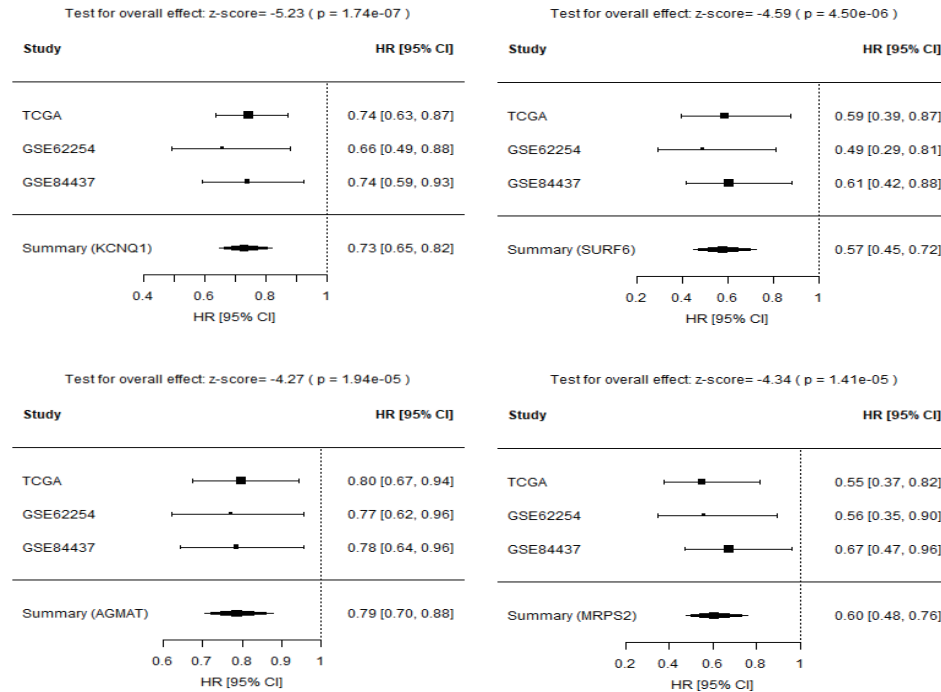 Test for overall effect: z-score= -5.23 ( p = 1.74e-07 )
Study HR [95% CI]
TCGA 0.74 [0.63, 0.87]
GSE62254 0.66 [0.49, 0.88]
GSE84437 0.74 [0.59, 0.93]
Summary (KCNQ1) 0.73 [0.65, 0.82]
0.4 0.6 0.8 1
HR [95% CI]
Test for overall effect: z-score= -4.59 ( p = 4.50e-06 )
Study HR [95% CI]
TCGA 0.59 [0.39, 0.87]
GSE62254 0.49 [0.29, 0.81]
GSE84437 0.61 [0.42, 0.88]
Summary (SURF6) 0.57 [0.45, 0.72]
0.2 0.4 0.6 0.8 1
HR [95% CI]
Test for overall effect: z-score= -4.27 ( p = 1.94e-05 )
Study HR [95% CI]
TCGA 0.80 [0.67, 0.94]
GSE62254 0.77 [0.62, 0.96]
GSE84437 0.78 [0.64, 0.96]
Summary (AGMAT) 0.79 [0.70, 0.88]
0.6 0.7 0.8 0.9 1
HR [95% CI]
Test for overall effect: z-score= -4.34 ( p = 1.41e-05 )
Study HR [95% CI]
TCGA 0.55 [0.37, 0.82]
GSE62254 0.56 [0.35, 0.90]
GSE84437 0.67 [0.47, 0.96]
Summary (MRPS2) 0.60 [0.48, 0.76]
0.2 0.4 0.6 0.8 1
HR [95% CI]